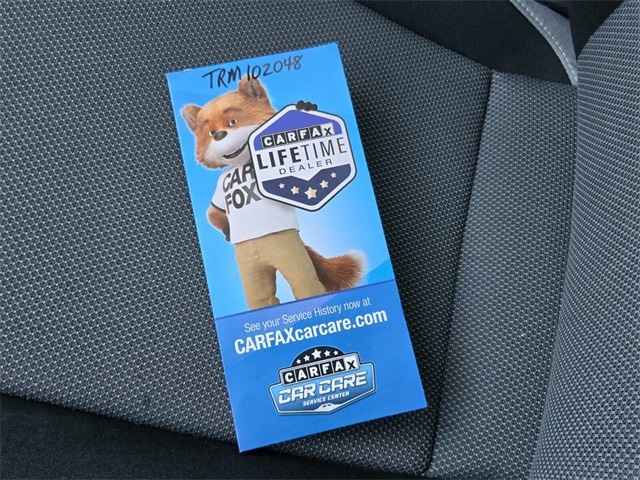 TRM102048
CARFAX
LIFETIME
DEALER
CAR
FOX
See your Service History now at
CARFAXcarcare.com
CARFAX
CAR CARE
SERVICE CENTER